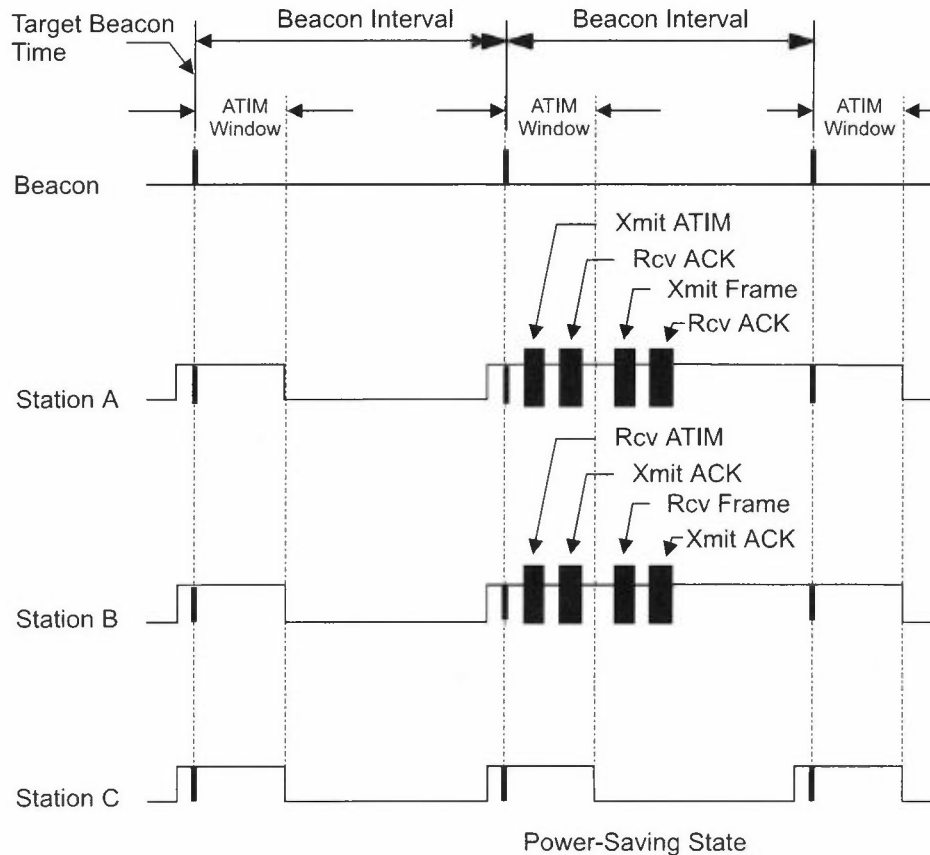 Target Beacon
Time
Beacon Interval
Beacon Interval
ATIM
Window
ATIM
Window
ATIM
Window
Beacon
Xmit ATIM
Rcv ACK
Xmit Frame
Rcv ACK
Station A
Rcv ATIM
Xmit ACK
Rcv Frame
Xmit ACK
Station B
Station C
Power-Saving State